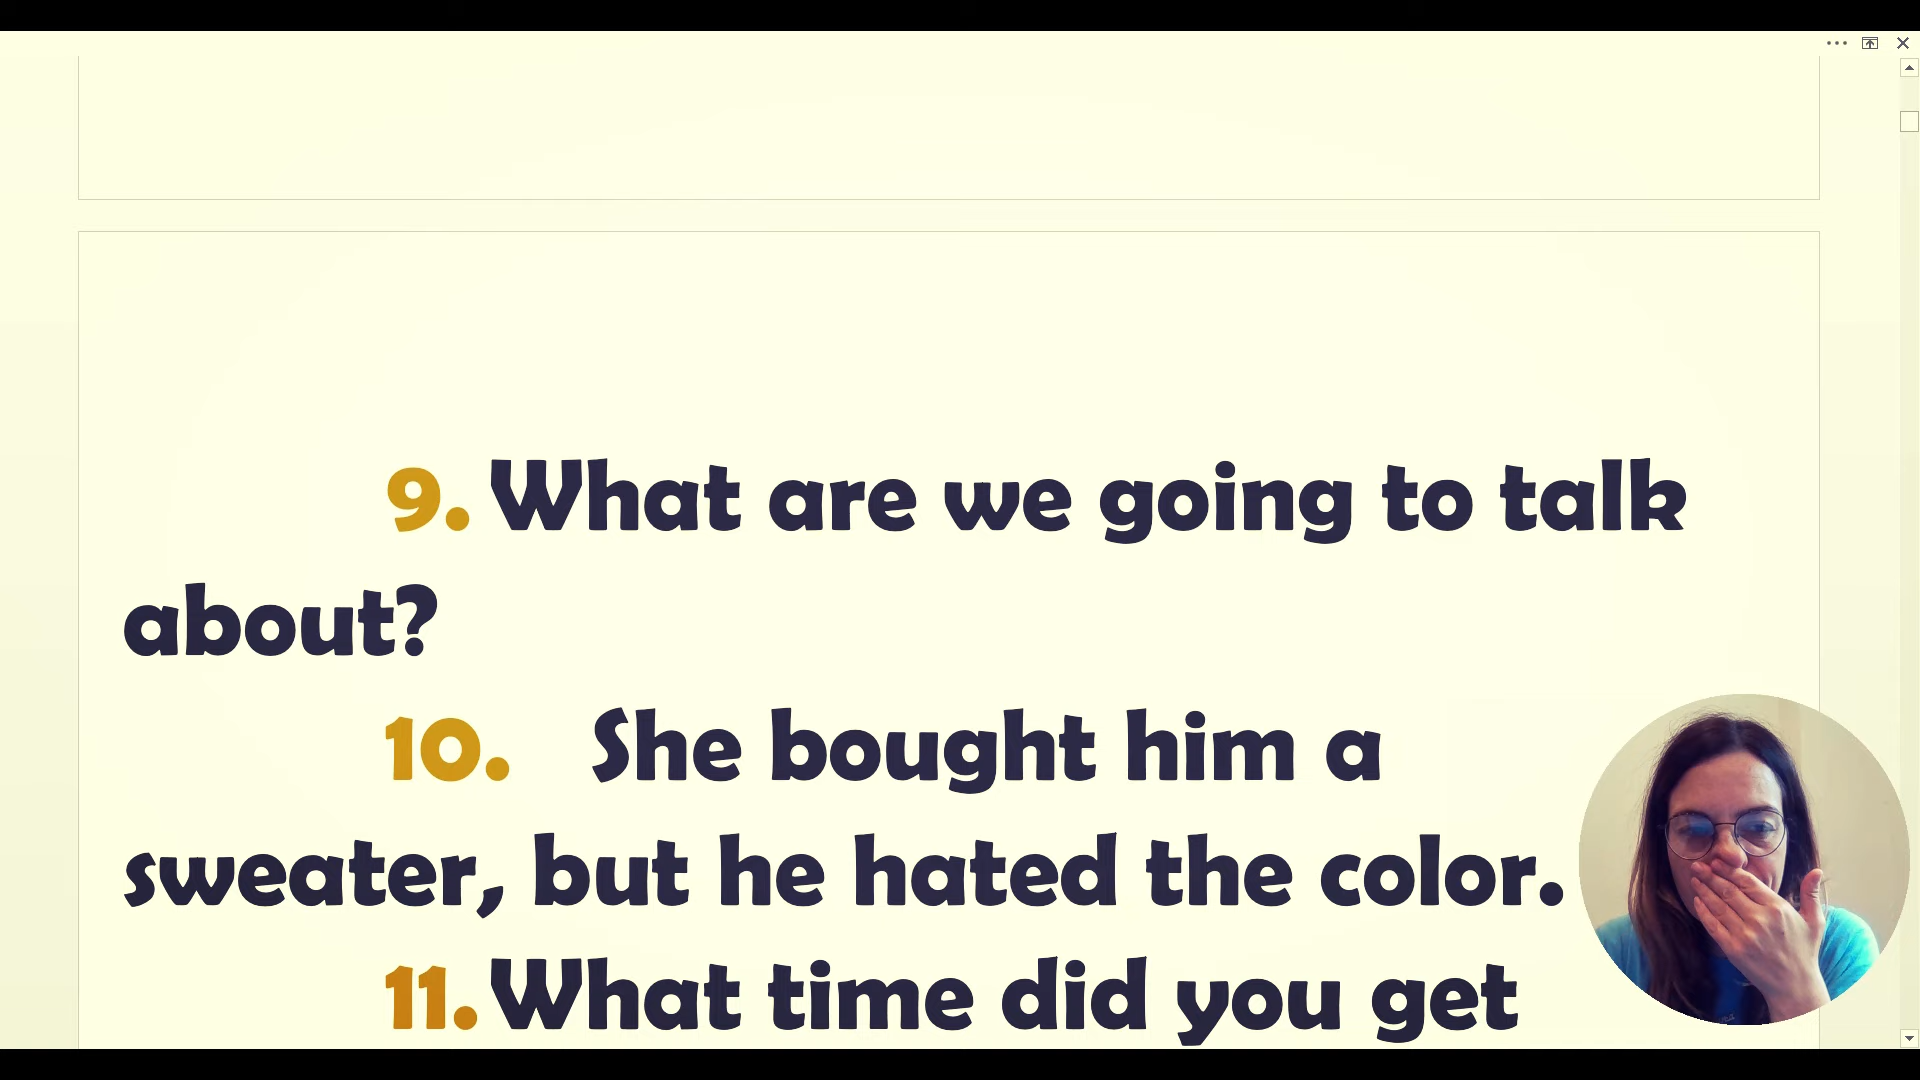 9. What are we going to talk
about?
10. She bought him a
sweater, but he hated the color.
11. What time did you get